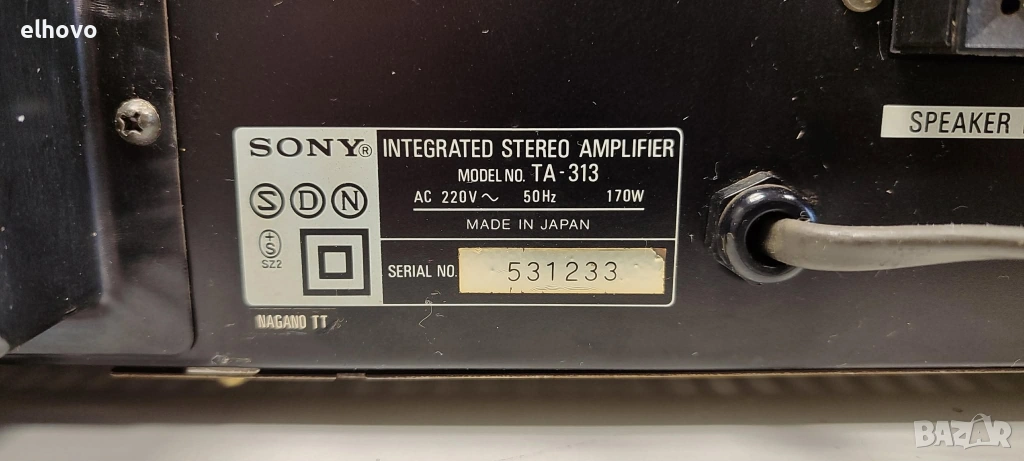 elhovo
SPEAKER
SONY®
INTEGRATED STEREO AMPLIFIER
MODEL NO. TA-313
AC 220V ~ 50Hz 170W
MADE IN JAPAN
SERIAL NO. 531233
S D N
+S
SZ2
NAGANO TT
BAZAR